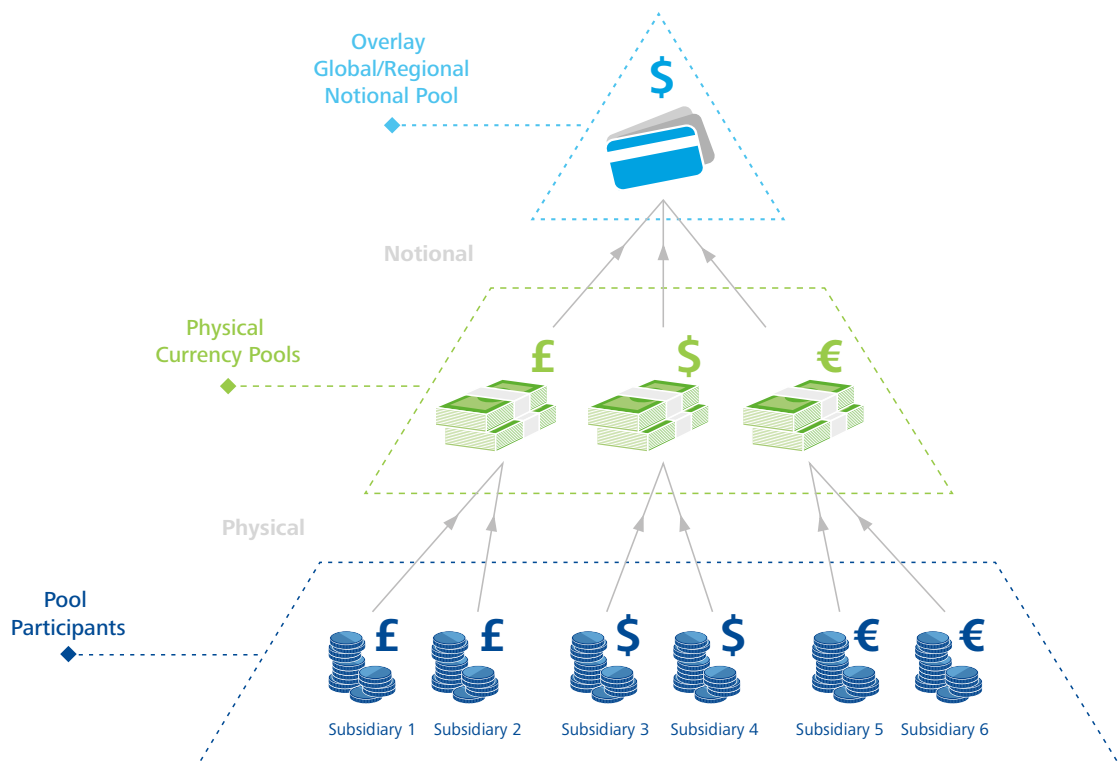 Overlay
Global/Regional
Notional Pool
$
Notional
Physical
Currency Pools
£ $ €
Physical
Pool
Participants
£ £ $ $ € €
Subsidiary 1 Subsidiary 2 Subsidiary 3 Subsidiary 4 Subsidiary 5 Subsidiary 6